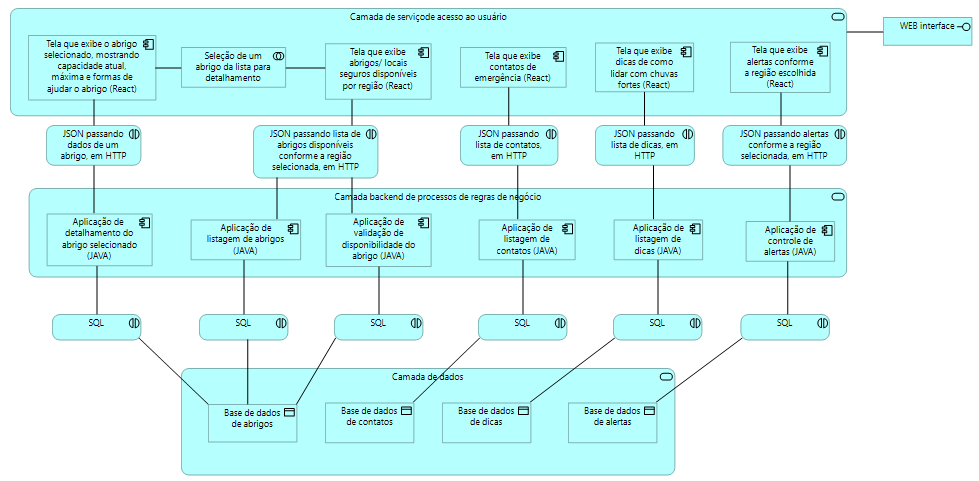 Camada de serviçode acesso ao usuário
WEB interface
Tela que exibe o abrigo
selecionado, mostrando
capacidade atual,
máxima e formas de
ajudar o abrigo (React)
Seleção de um
abrigo da lista para
detalhamento
Tela que exibe
abrigos/ locais
seguros disponíveis
por região (React)
Tela que exibe
contatos de
emergência (React)
Tela que exibe
dicas de como
lidar com chuvas
fortes (React)
Tela que exibe
alertas conforme
a região escolhida
(React)
JSON passando
dados de um
abrigo, em HTTP
JSON passando lista de
abrigos disponíveis
conforme a região
selecionada, em HTTP
JSON passando
lista de contatos,
em HTTP
JSON passando
lista de dicas, em
HTTP
JSON passando alertas
conforme a região
selecionada, em HTTP
Camada backend de processos de regras de negócio
Aplicação de
detalhamento do
abrigo selecionado
(JAVA)
Aplicação de
listagem de abrigos
(JAVA)
Aplicação de
validação de
disponibilidade do
abrigo (JAVA)
Aplicação de
listagem de
contatos (JAVA)
Aplicação de
listagem de
dicas (JAVA)
Aplicação de
controle de
alertas (JAVA)
SQL
SQL
SQL
SQL
SQL
SQL
Camada de dados
Base de dados
de abrigos
Base de dados
de contatos
Base de dados
de dicas
Base de dados
de alertas